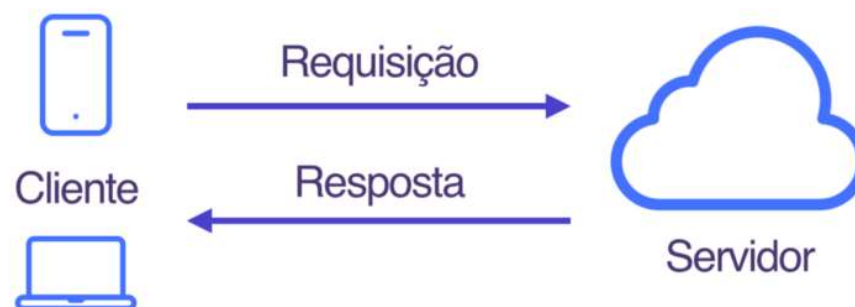 Requisição
Cliente
Resposta
Servidor